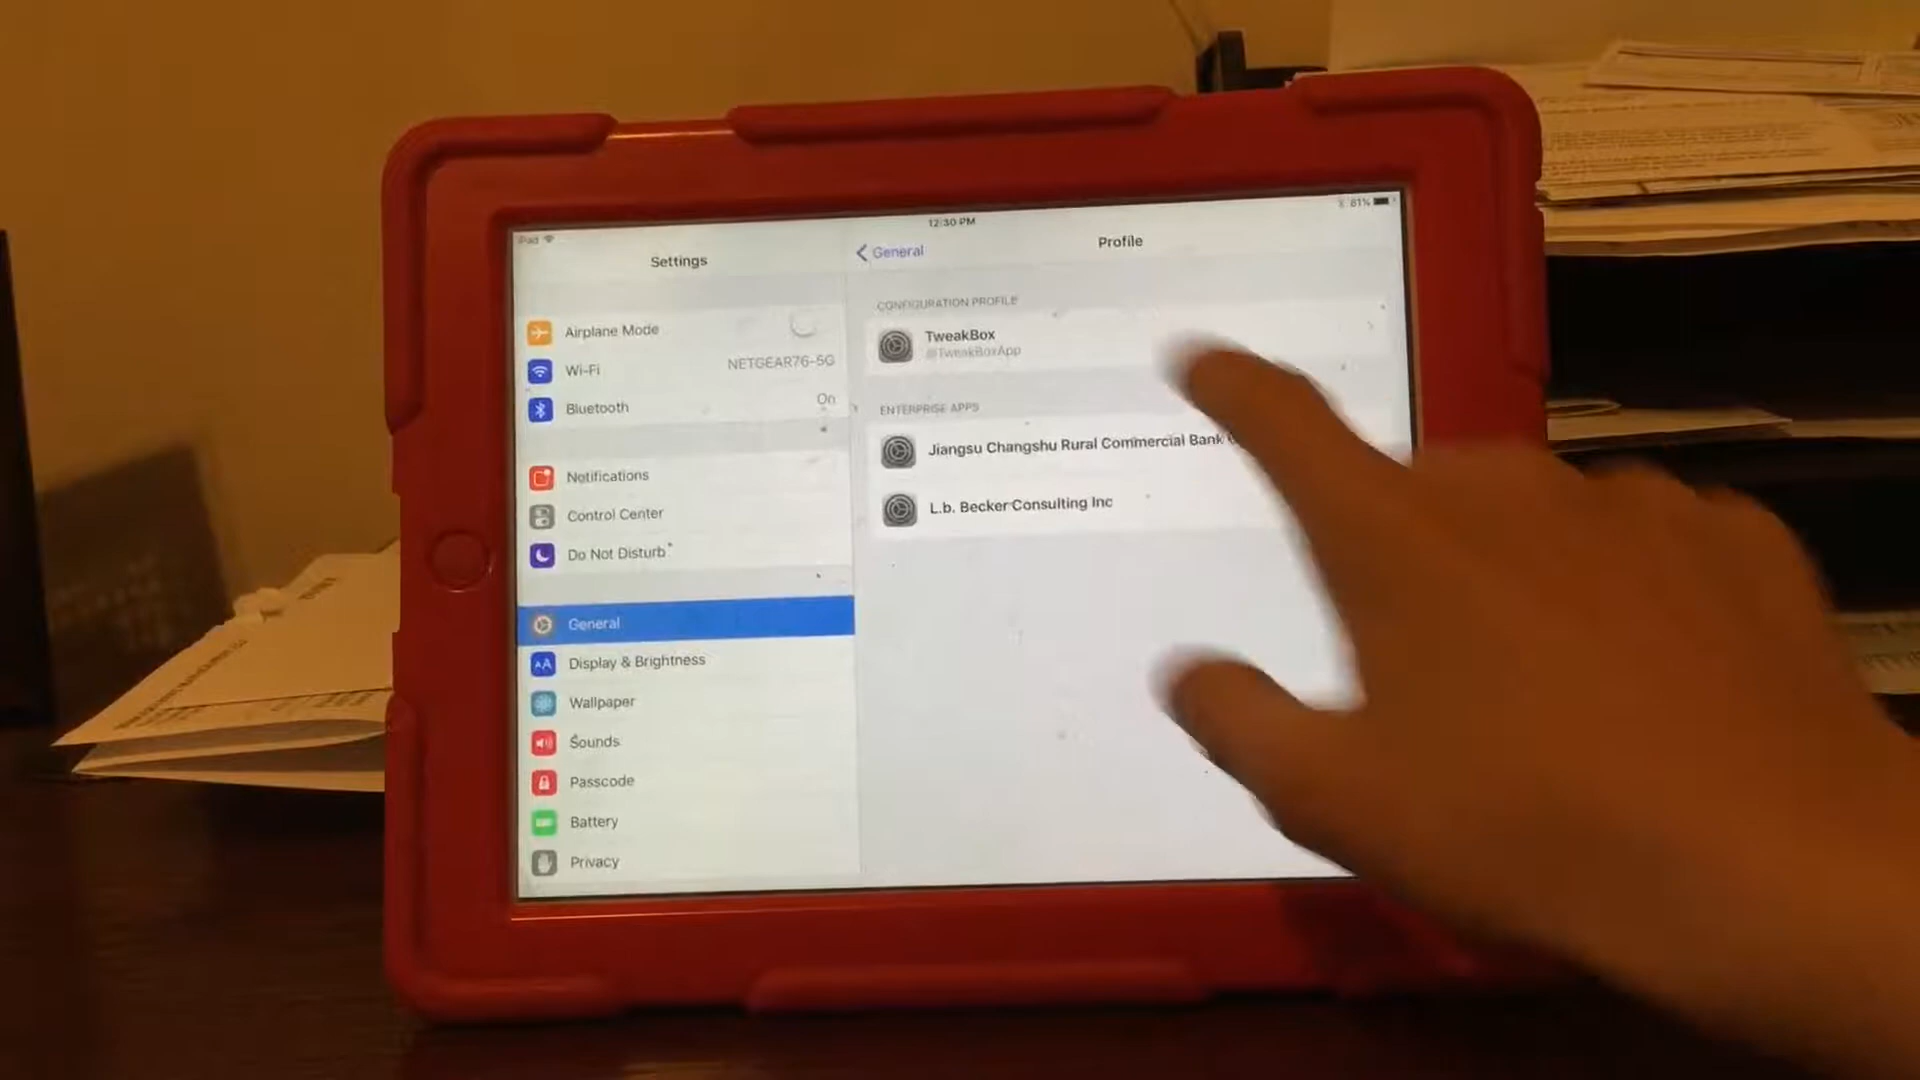 iPad
12:30 PM
81%
Settings
General
Profile
Airplane Mode
Wi-Fi
NETGEAR76-5G
Bluetooth
On
Notifications
Control Center
Do Not Disturb
General
Display & Brightness
Wallpaper
Sounds
Passcode
Battery
Privacy
CONFIGURATION PROFILE
TweakBox
@TweakBoxApp
ENTERPRISE APPS
Jiangsu Changshu Rural Commercial Bank
L.b. Becker Consulting Inc